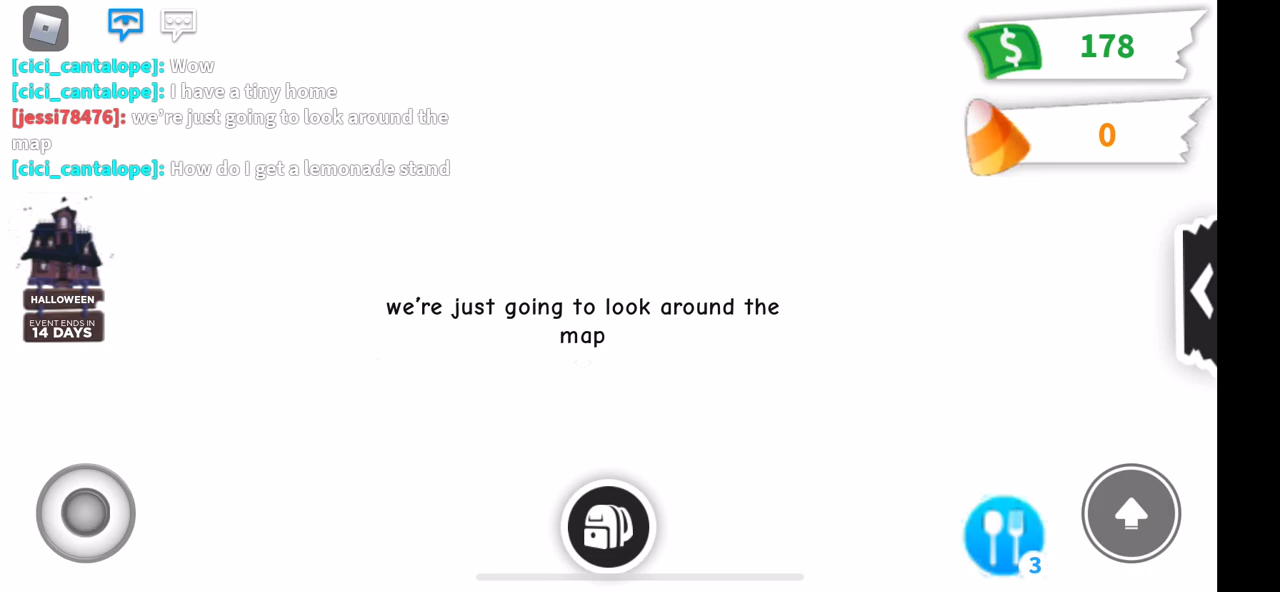 [cici_cantalope]: Wow
[cici_cantalope]: I have a tiny home
[jessi78476]: we're just going to look around the
map
[cici_cantalope]: How do I get a lemonade stand
178
0
HALLOWEEN
EVENT ENDS IN
14 DAYS
we're just going to look around the
map
3